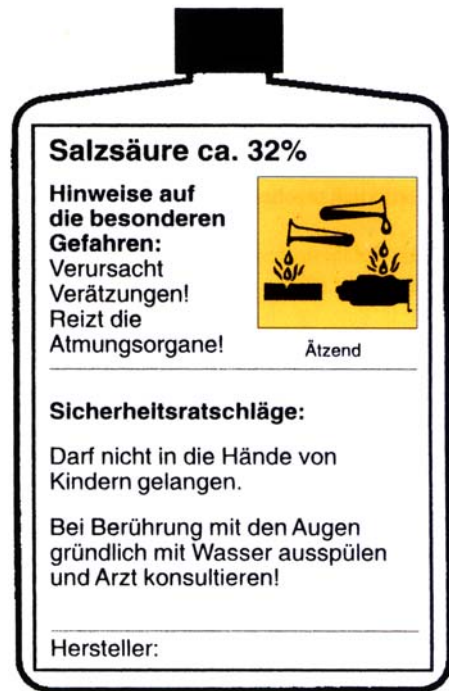 Salzsäure ca. 32%
Hinweise auf
die besonderen
Gefahren:
Verursacht
Verätzungen!
Reizt die
Atmungsorgane!
Ätzend
Sicherheitsratschläge:
Darf nicht in die Hände von
Kindern gelangen.
Bei Berührung mit den Augen
gründlich mit Wasser ausspülen
und Arzt konsultieren!
Hersteller: